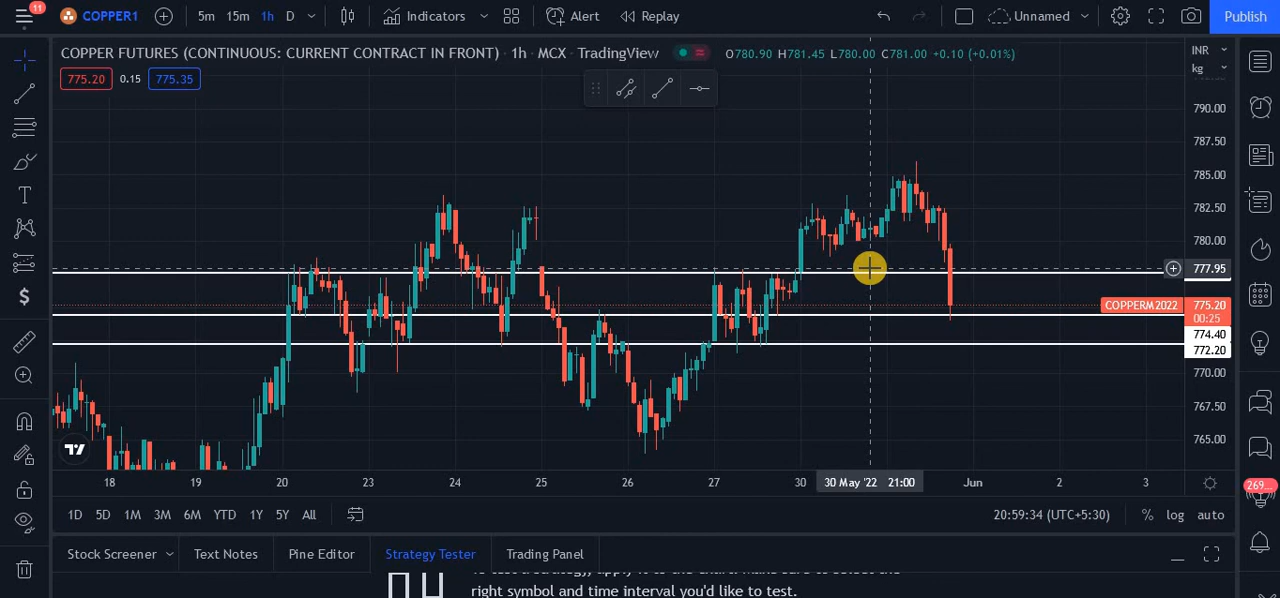 11
COPPER1
5m 15m 1h D
Indicators
Alert
Replay
Unnamed
Publish
COPPER FUTURES (CONTINUOUS: CURRENT CONTRACT IN FRONT) · 1h · MCX · TradingView
O780.90 H781.45 L780.00 C781.00 +0.10 (+0.01%)
INR
kg
775.20 0.15 775.35
790.00
787.50
785.00
782.50
780.00
777.95
COPPERM2022 775.20
00:25
774.40
772.20
770.00
767.50
765.00
18 19 20 23 24 25 26 27 30 30 May '22 21:00 Jun 2 3
1D 5D 1M 3M 6M YTD 1Y 5Y All
20:59:34 (UTC+5:30)
% log auto
269...
Stock Screener Text Notes Pine Editor Strategy Tester Trading Panel
right symbol and time interval you'd like to test.